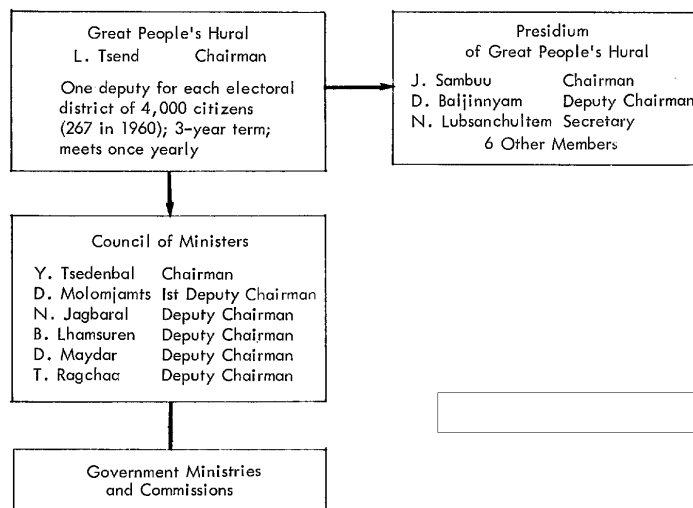 Great People's Hural
L. Tsend Chairman
One deputy for each electoral
district of 4,000 citizens
(267 in 1960); 3-year term;
meets once yearly
Presidium
of Great People's Hural
J. Sambuu Chairman
D. Baljinnyam Deputy Chairman
N. Lubsanchultem Secretary
6 Other Members
Council of Ministers
Y. Tsedenbal Chairman
D. Molomjamts 1st Deputy Chairman
N. Jagbaral Deputy Chairman
B. Lhamsuren Deputy Chairman
D. Maydar Deputy Chairman
T. Ragchaa Deputy Chairman
Government Ministries
and Commissions